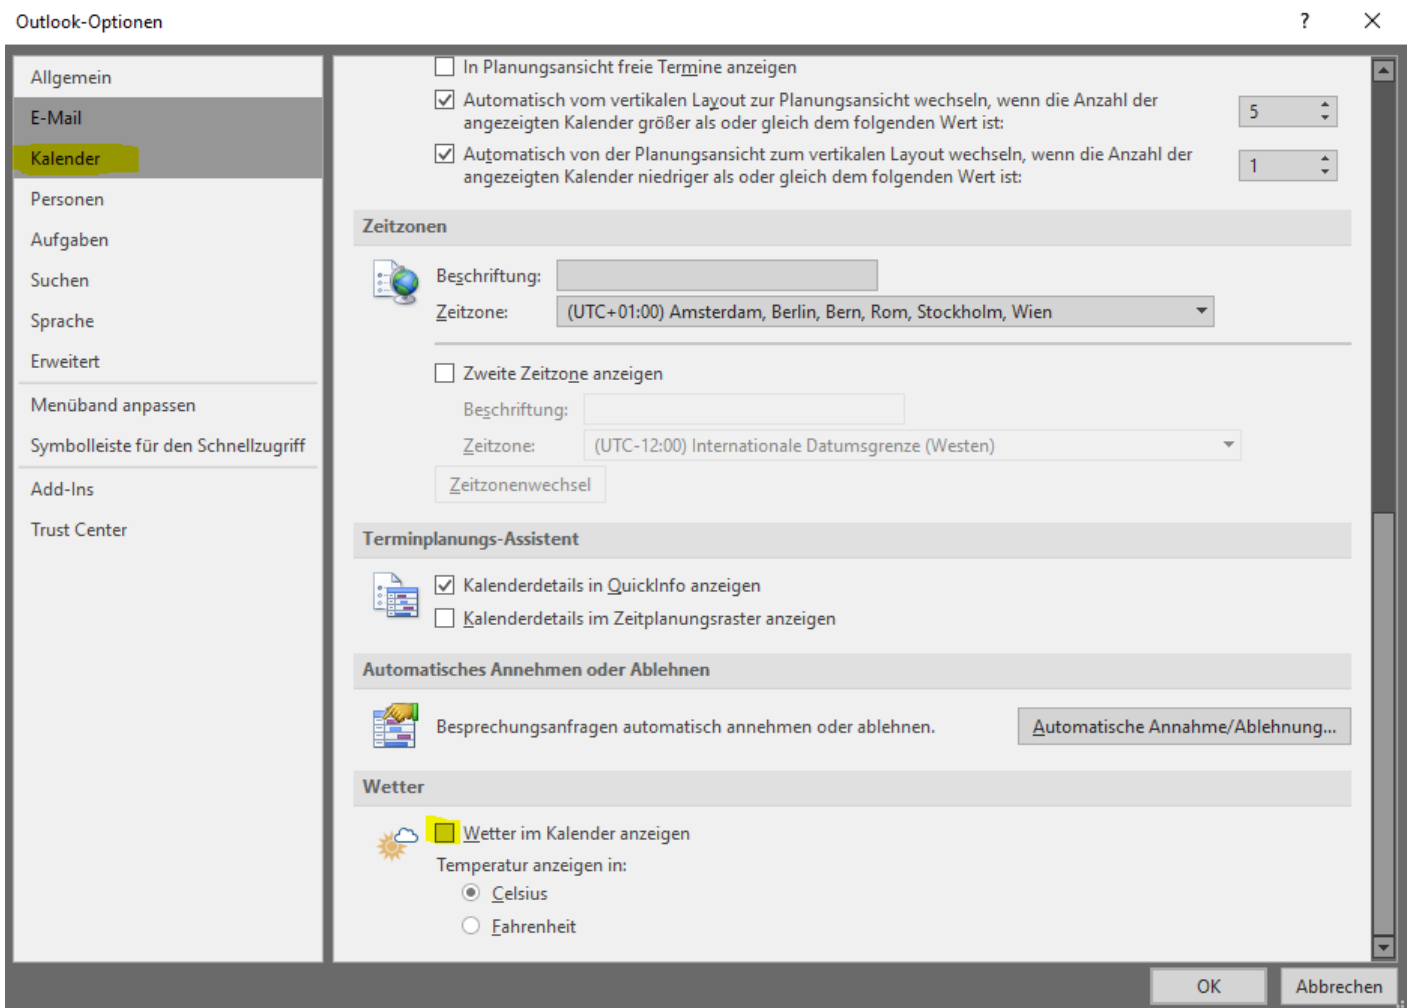 Outlook-Optionen
?
Allgemein
E-Mail
Kalender
Personen
Aufgaben
Suchen
Sprache
Erweitert
Menüband anpassen
Symbolleiste für den Schnellzugriff
Add-Ins
Trust Center
In Planungsansicht freie Termine anzeigen
Automatisch vom vertikalen Layout zur Planungsansicht wechseln, wenn die Anzahl der
angezeigten Kalender größer als oder gleich dem folgenden Wert ist:
5
Automatisch von der Planungsansicht zum vertikalen Layout wechseln, wenn die Anzahl der
angezeigten Kalender niedriger als oder gleich dem folgenden Wert ist:
1
Zeitzonen
Beschriftung:
Zeitzone: (UTC+01:00) Amsterdam, Berlin, Bern, Rom, Stockholm, Wien
Zweite Zeitzone anzeigen
Beschriftung:
Zeitzone: (UTC-12:00) Internationale Datumsgrenze (Westen)
Zeitzonenwechsel
Terminplanungs-Assistent
Kalenderdetails in QuickInfo anzeigen
Kalenderdetails im Zeitplanungsraster anzeigen
Automatisches Annehmen oder Ablehnen
Besprechungsanfragen automatisch annehmen oder ablehnen. Automatische Annahme/Ablehnung...
Wetter
Wetter im Kalender anzeigen
Temperatur anzeigen in:
Celsius
Fahrenheit
OK Abbrechen